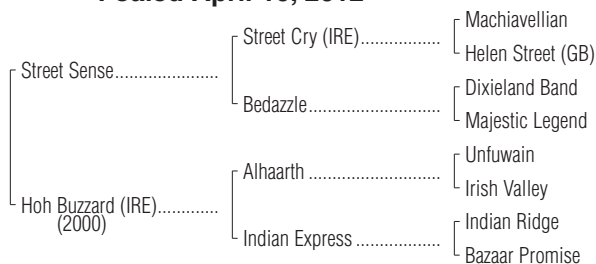 Foaled April 2012
Machiavellian
Street Cry (IRE)..................
Helen Street (GB)
Street Sense.......................
Dixieland Band
Bedazzle.............................
Majestic Legend
Unfuwain
Alhaarth .............................
Irish Valley
Hoh Buzzard (IRE).............
(2000)
Indian Ridge
Indian Express ..................
Bazaar Promise